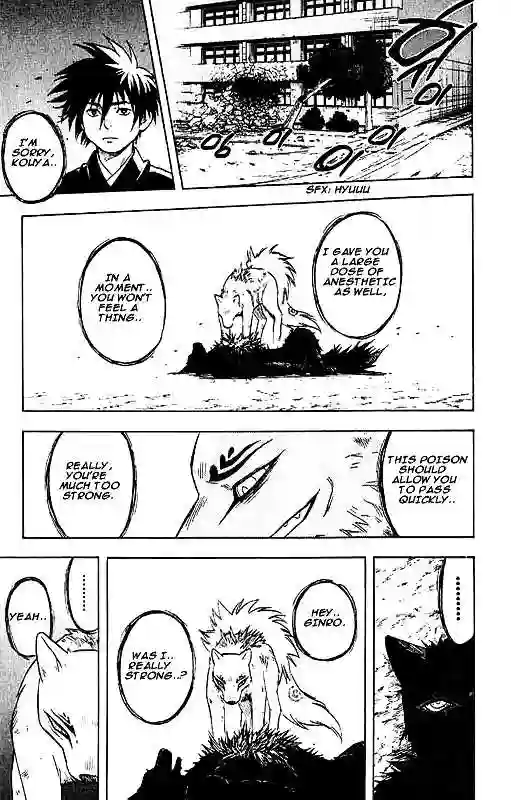 SFX: HYUUU
I'M
SORRY,
KOUYA..
I GAVE YOU
A LARGE
DOSE OF
ANESTHETIC
AS WELL,
IN A
MOMENT..
YOU WON'T
FEEL A
THING..
THIS POISON
SHOULD
ALLOW YOU
TO PASS
QUICKLY..
REALLY,
YOU'RE
MUCH TOO
STRONG.
........
HEY..
GINRO.
WAS I..
REALLY
STRONG..?
YEAH..